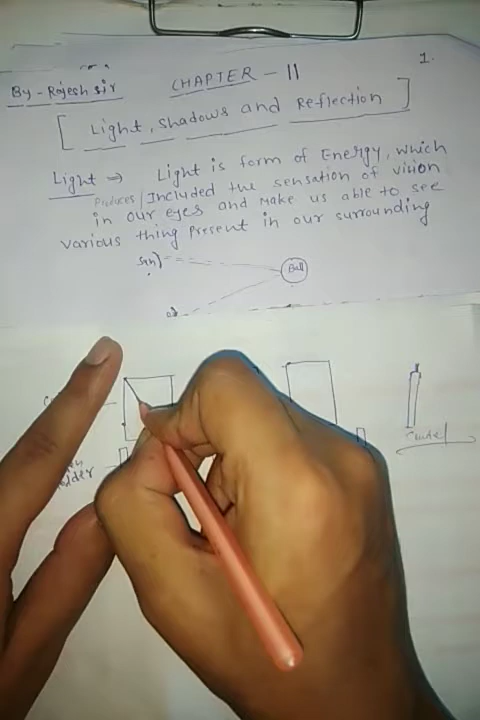 1.
By - Rajesh sir
CHAPTER - 11
[ Light, Shadows and Reflection ]
Light ⇒ Light is form of Energy, which
Produces / Included the sensation of vision
in our eyes and make us able to see
various thing present in our surrounding
Ball